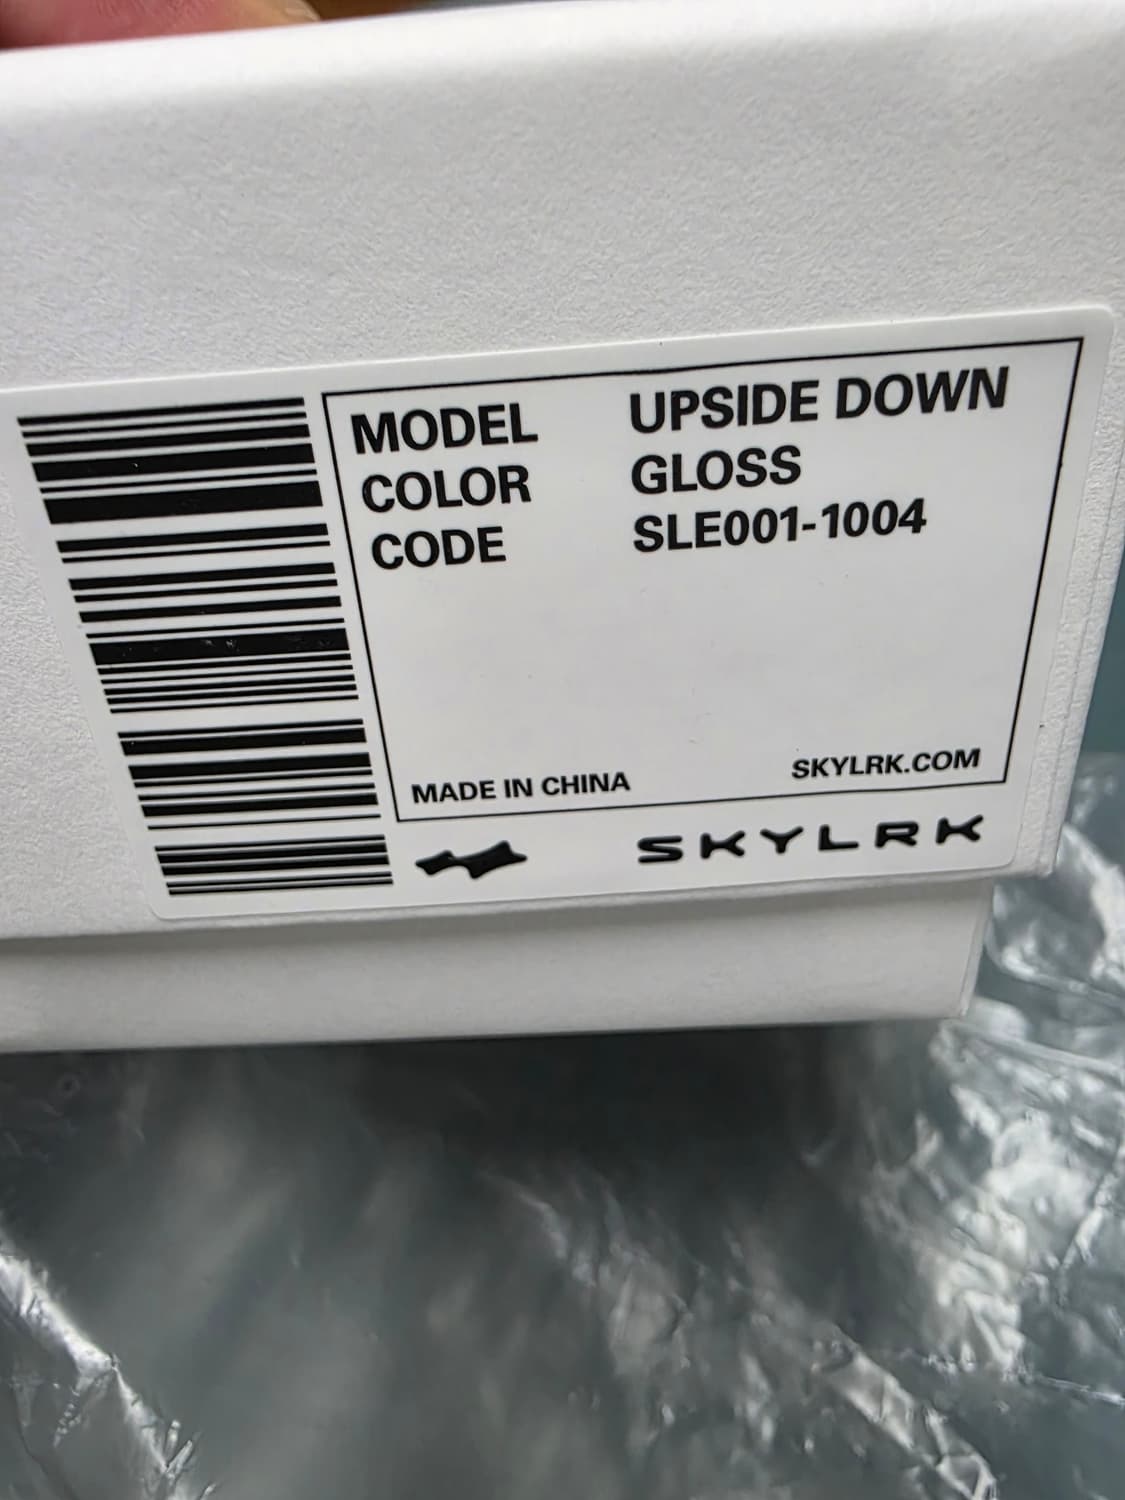 MODEL UPSIDE DOWN
COLOR GLOSS
CODE SLE001-1004
MADE IN CHINA SKYLRK.COM
SKYLRK